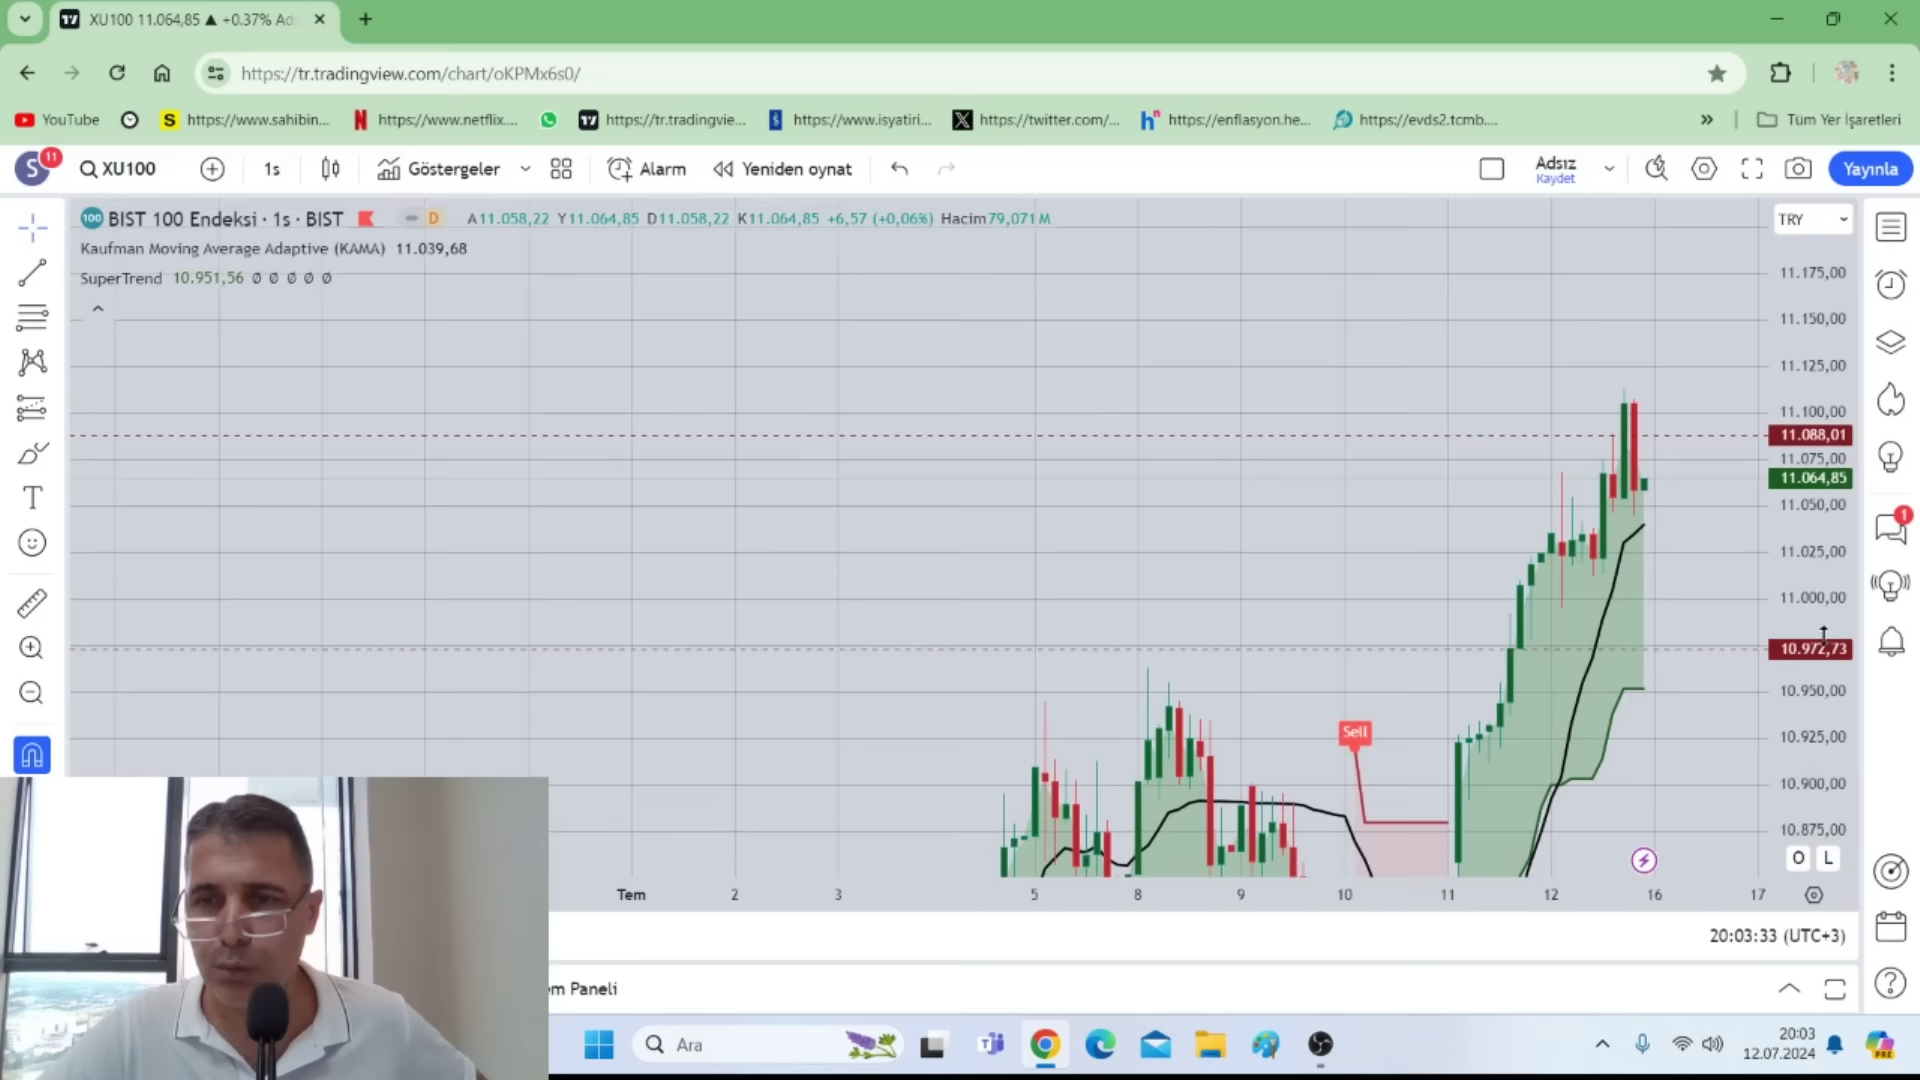 XU100 11.064,85 ▲ +0.37% Ad
https://tr.tradingview.com/chart/oKPMx6s0/
YouTube
S https://www.sahibin...
N https://www.netflix....
https://tr.tradingvie...
https://www.isyatiri...
X https://twitter.com/...
h https://enflasyon.he...
https://evds2.tcmb....
» Tüm Yer İşaretleri
S 11 XU100 1s Göstergeler Alarm Yeniden oynat Adsız Yayınla
Kaydet
100 BIST 100 Endeksi · 1s · BIST D A11.058,22 Y11.064,85 D11.058,22 K11.064,85 +6,57 (+0,06%) Hacim79,071M
TRY
Kaufman Moving Average Adaptive (KAMA) 11.039,68
SuperTrend 10.951,56 Ø Ø Ø Ø Ø
11.175,00
11.150,00
11.125,00
11.100,00
11.088,01
11.075,00
11.064,85
11.050,00
11.025,00
11.000,00
10.972,73
10.950,00
10.925,00
10.900,00
10.875,00
1
Sell
O L
Tem 2 3 5 8 9 10 11 12 16 17
20:03:33 (UTC+3)
m Paneli
Ara
20:03
12.07.2024
PRE